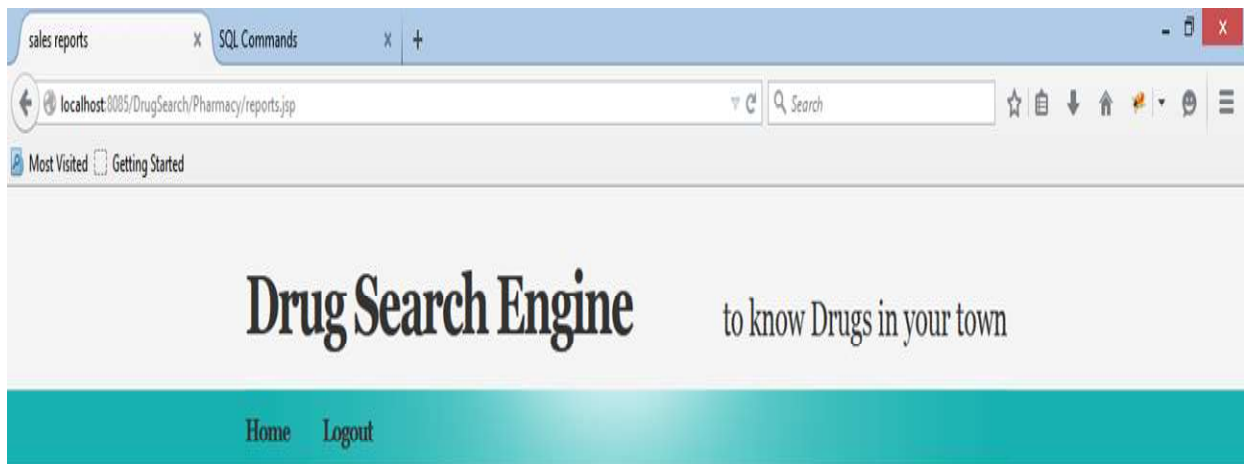 sales reports SQL Commands
localhost:8085/DrugSearch/Pharmacy/reports.jsp Search
Most Visited Getting Started
Drug Search Engine to know Drugs in your town
Home Logout